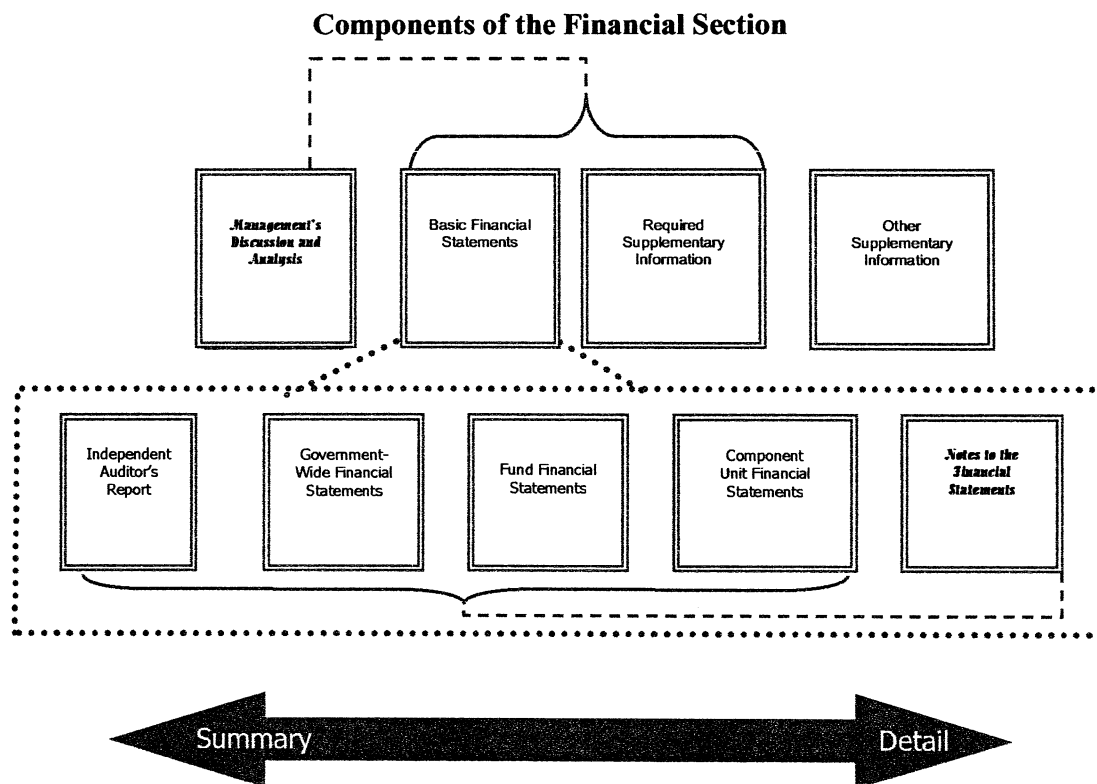 Components of the Financial Section
Management's
Discussion and
Analysis
Basic Financial
Statements
Required
Supplementary
Information
Other
Supplementary
Information
Independent
Auditor's
Report
Government-
Wide Financial
Statements
Fund Financial
Statements
Component
Unit Financial
Statements
Notes to the
Financial
Statements
Summary
Detail